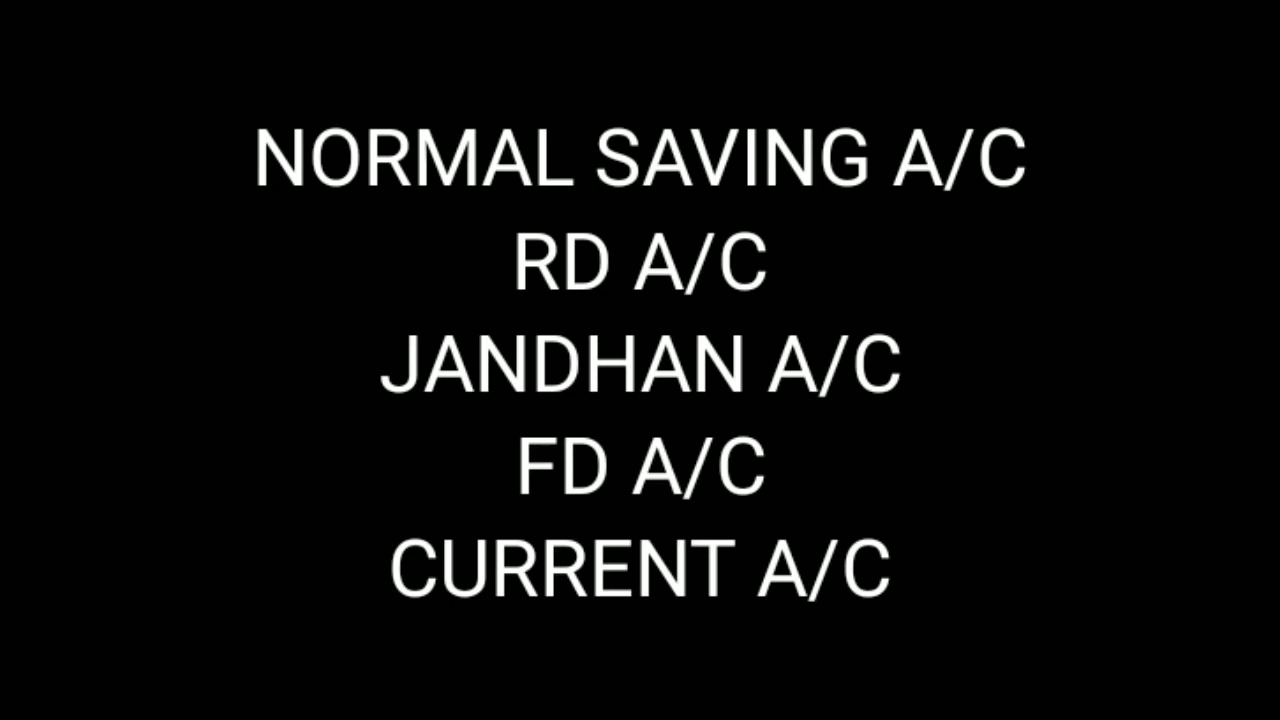 NORMAL SAVING A/C
RD A/C
JANDHAN A/C
FD A/C
CURRENT A/C